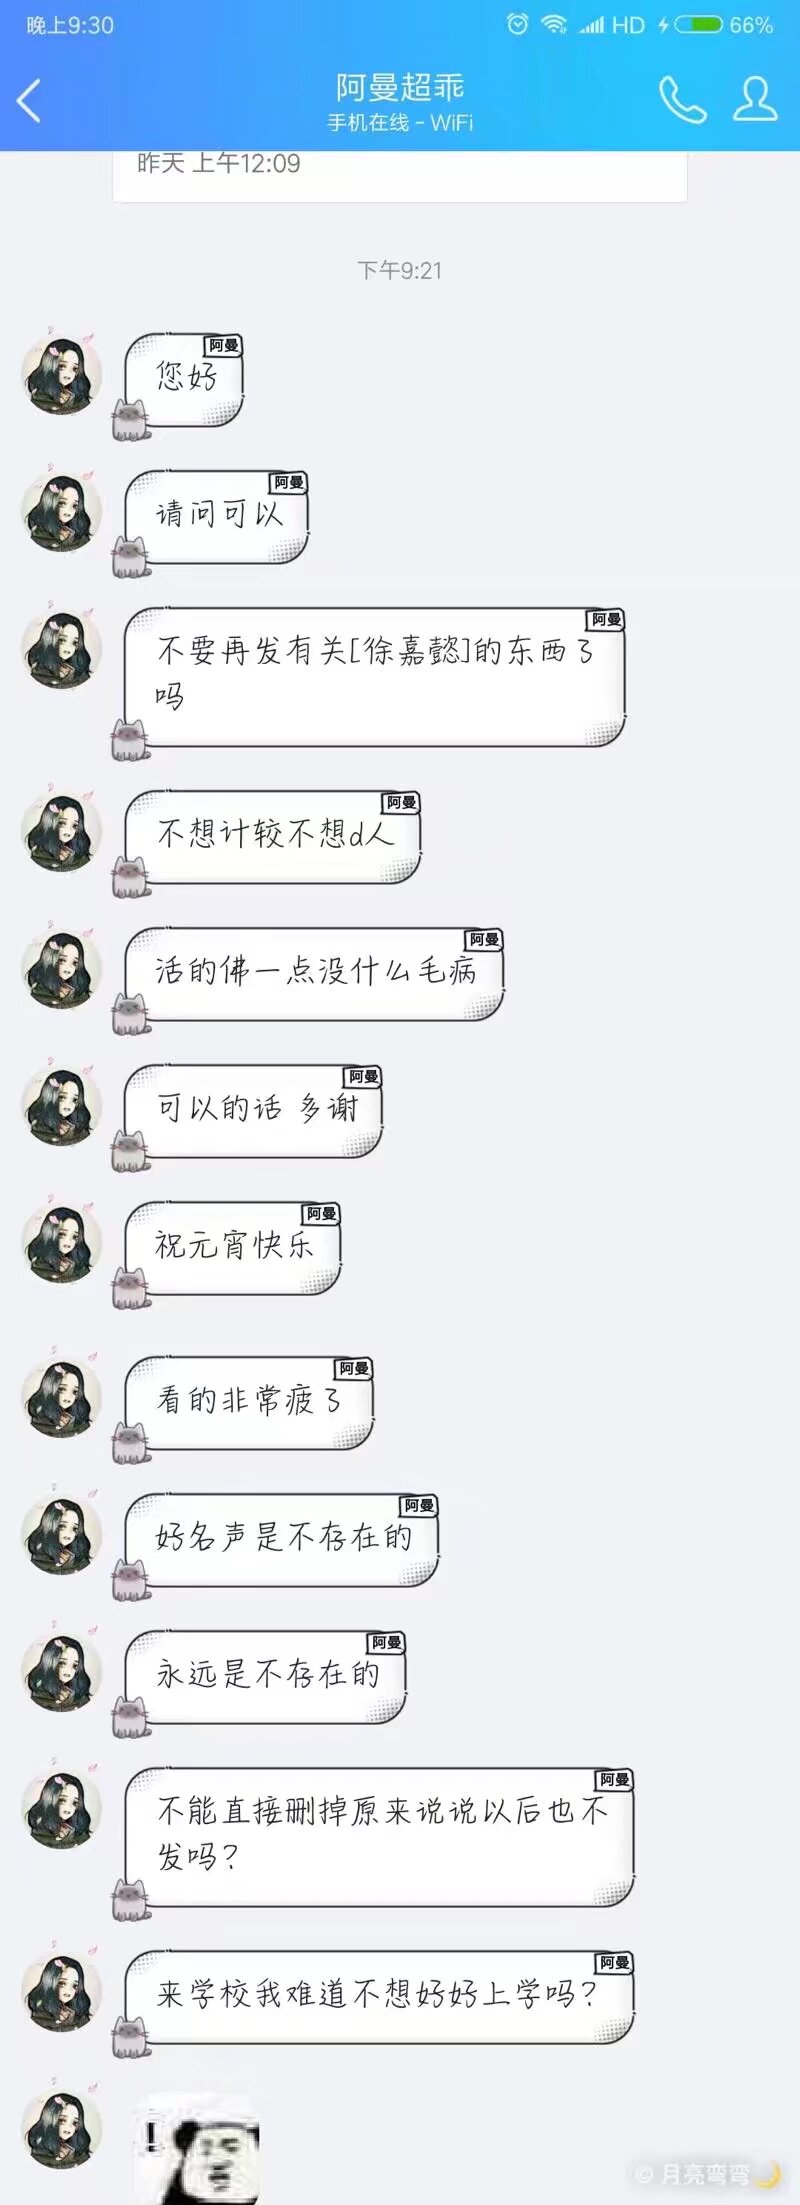 晚上9:30
HD
66%
阿曼超乖
手机在线 - WiFi
昨天 上午12:09
下午9:21
阿曼
您好
阿曼
请问可以
阿曼
不要再发有关[徐嘉懿]的东西了
吗
阿曼
不想计较不想d人
阿曼
活的佛一点没什么毛病
阿曼
可以的话 多谢
阿曼
祝元宵快乐
阿曼
看的非常疲了
阿曼
好名声是不存在的
阿曼
永远是不存在的
阿曼
不能直接删掉原来说说以后也不
发吗?
阿曼
来学校我难道不想好好上学吗?
!
© 月亮弯弯🌙